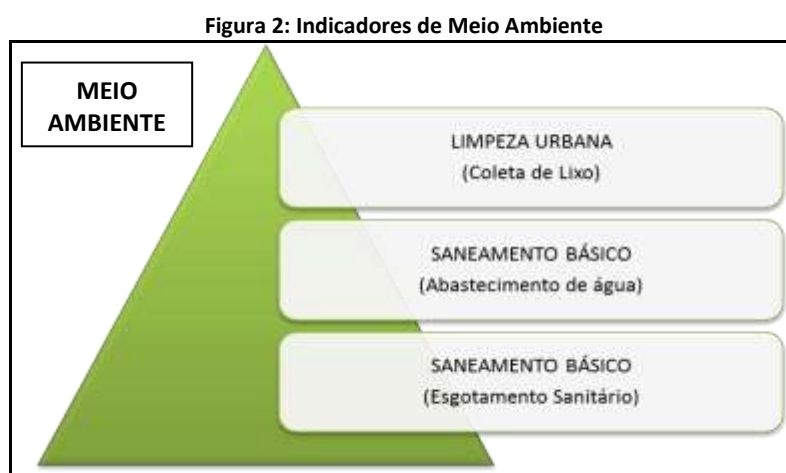 Figura 2: Indicadores de Meio Ambiente
MEIO
AMBIENTE
LIMPEZA URBANA
(Coleta de Lixo)
SANEAMENTO BÁSICO
(Abastecimento de água)
SANEAMENTO BÁSICO
(Esgotamento Sanitário)